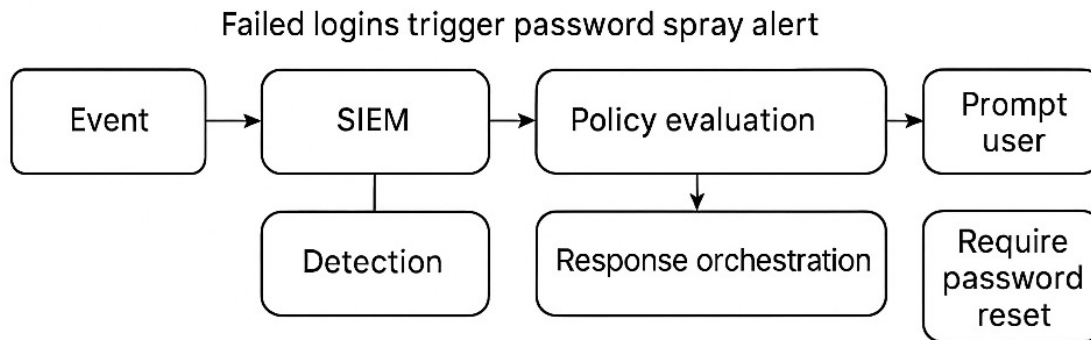 Failed logins trigger password spray alert
Event
SIEM
Policy evaluation
Prompt
user
Detection
Response orchestration
Require
password
reset